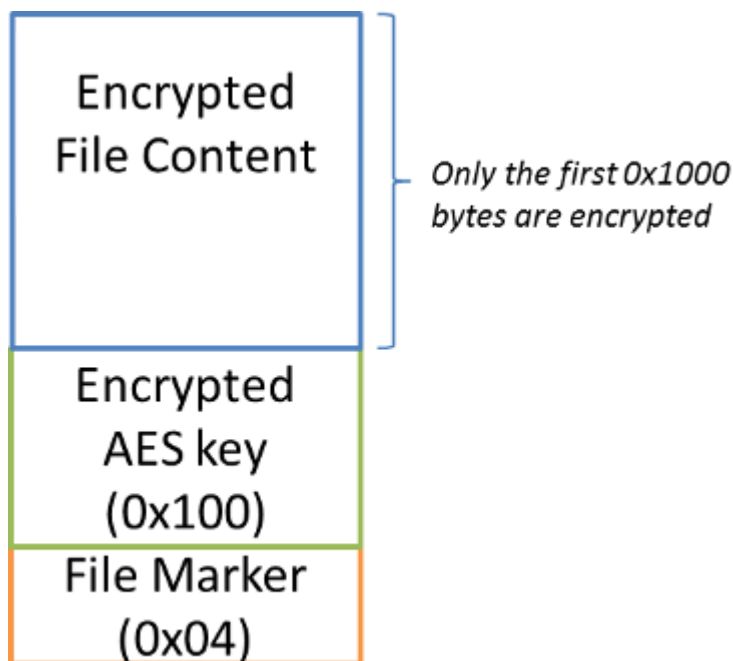 Encrypted
File Content
Only the first 0x1000
bytes are encrypted
Encrypted
AES key
(0x100)
File Marker
(0x04)